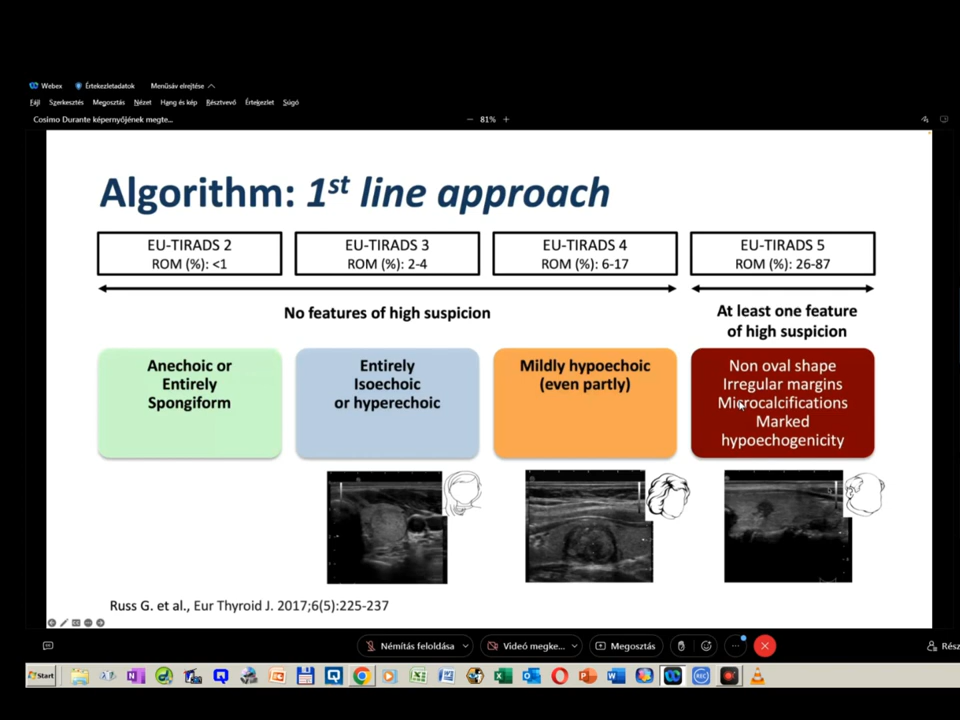 Webex Értekezletadatok Menüsáv elrejtése
Fájl Szerkesztés Megosztás Nézet Hang és kép Résztvevő Értekezlet Súgó
Cosimo Durante képernyőjének megte... 81%
Algorithm: 1st line approach
EU-TIRADS 2
ROM (%): <1
EU-TIRADS 3
ROM (%): 2-4
EU-TIRADS 4
ROM (%): 6-17
EU-TIRADS 5
ROM (%): 26-87
No features of high suspicion
At least one feature
of high suspicion
Anechoic or
Entirely
Spongiform
Entirely
Isoechoic
or hyperechoic
Mildly hypoechoic
(even partly)
Non oval shape
Irregular margins
Microcalcifications
Marked
hypoechogenicity
Russ G. et al., Eur Thyroid J. 2017;6(5):225-237
Némítás feloldása Videó megke... Megosztás Rész
Start